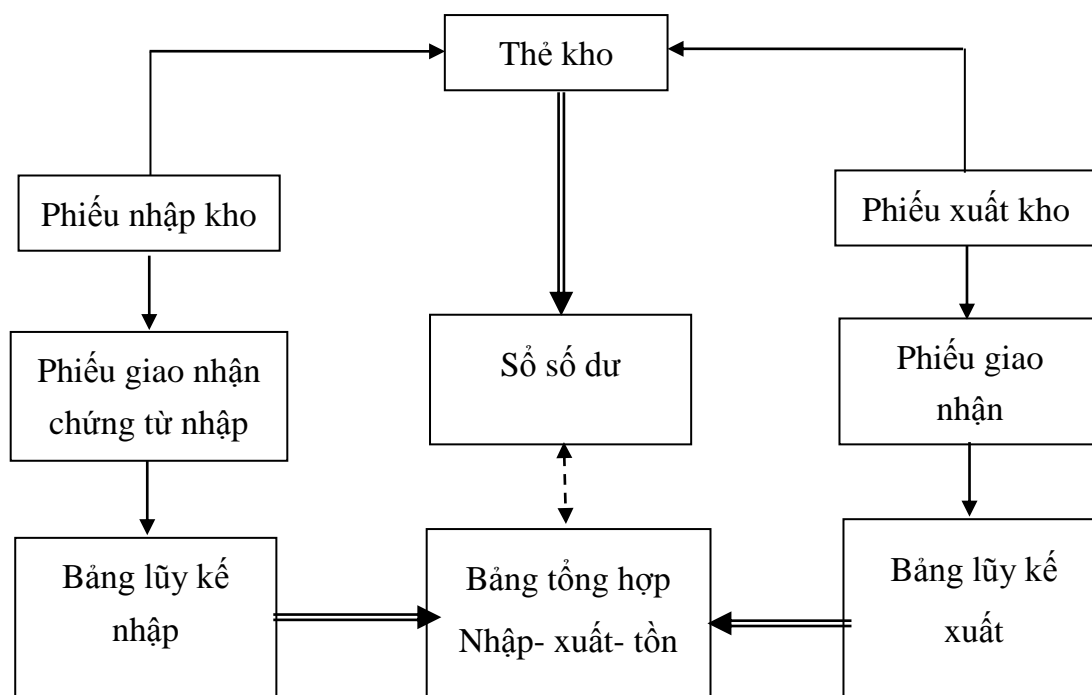 Thẻ kho
Phiếu nhập kho
Phiếu xuất kho
Phiếu giao nhận
chứng từ nhập
Sổ số dư
Phiếu giao
nhận
Bảng lũy kế
nhập
Bảng tổng hợp
Nhập- xuất- tồn
Bảng lũy kế
xuất